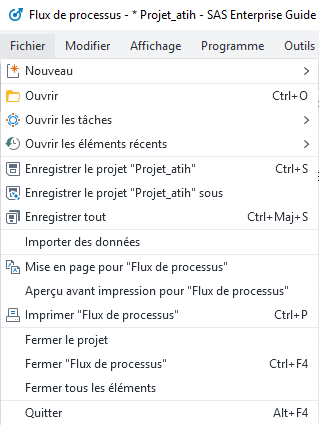 Flux de processus - * Projet_atih - SAS Enterprise Guide
Fichier Modifier Affichage Programme Outils
Nouveau
Ouvrir Ctrl+O
Ouvrir les tâches
Ouvrir les éléments récents
Enregistrer le projet "Projet_atih" Ctrl+S
Enregistrer le projet "Projet_atih" sous
Enregistrer tout Ctrl+Maj+S
Importer des données
Mise en page pour "Flux de processus"
Aperçu avant impression pour "Flux de processus"
Imprimer "Flux de processus" Ctrl+P
Fermer le projet
Fermer "Flux de processus" Ctrl+F4
Fermer tous les éléments
Quitter Alt+F4